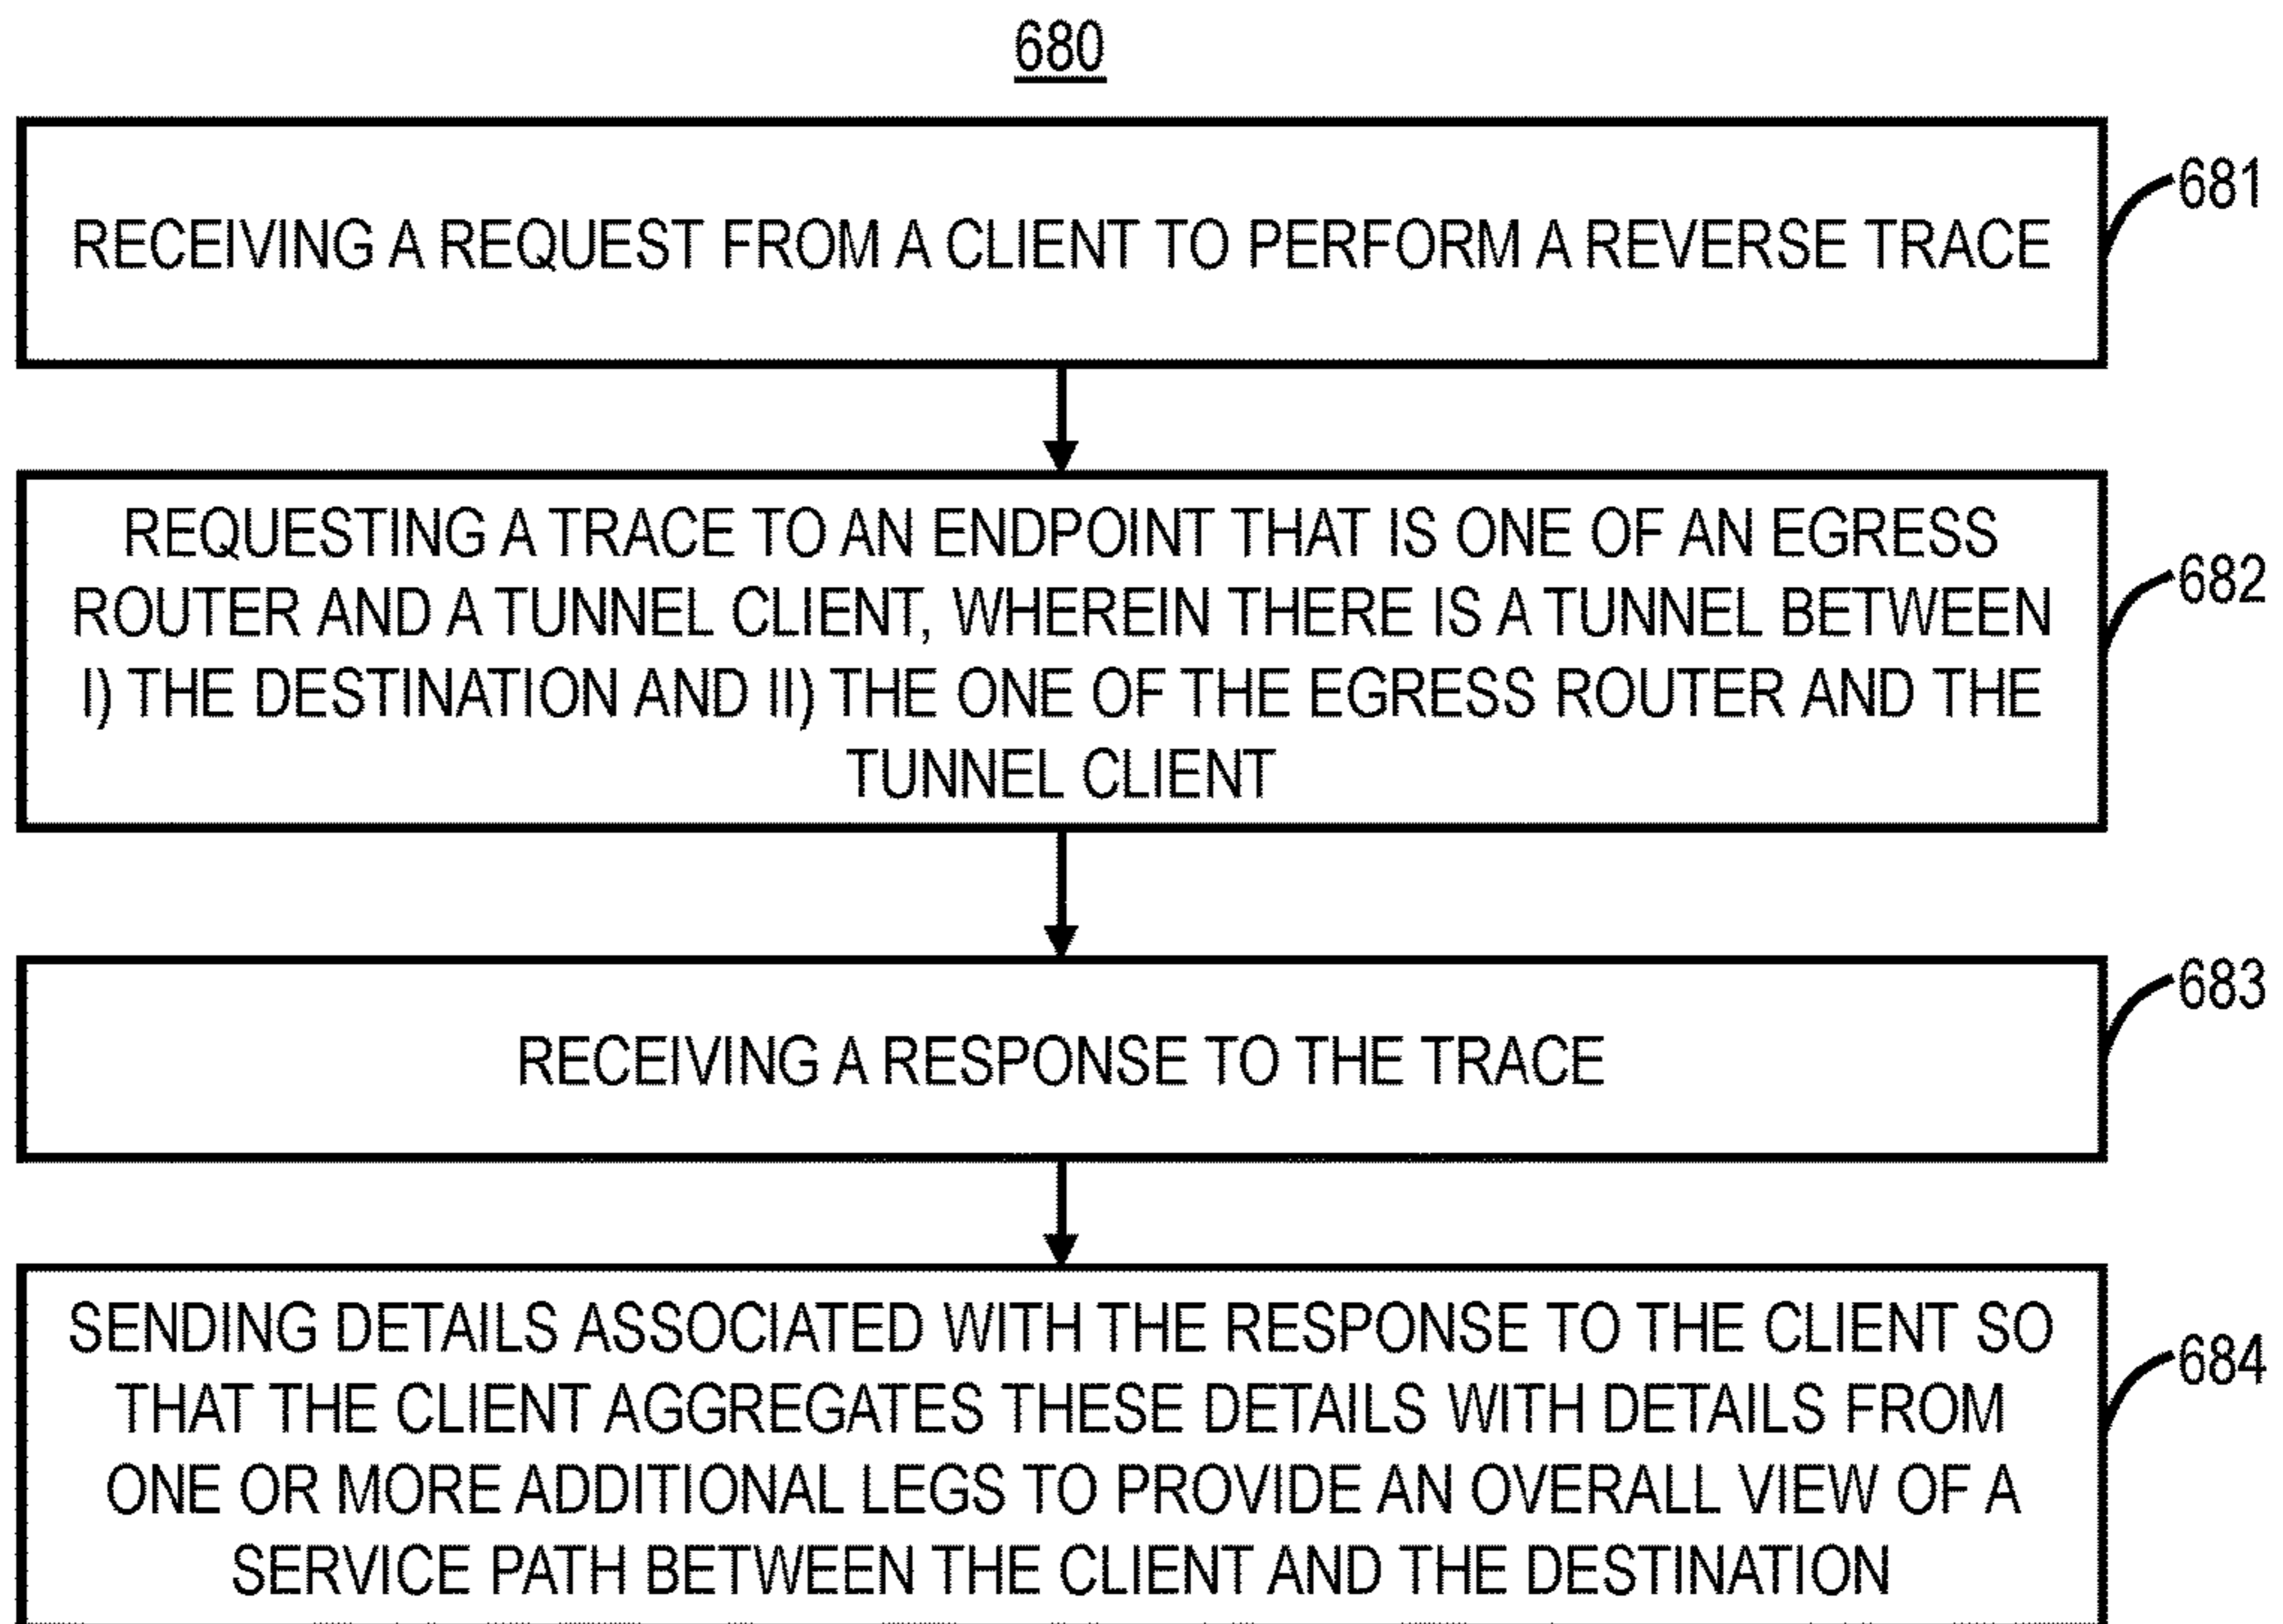 680
RECEIVING A REQUEST FROM A CLIENT TO PERFORM A REVERSE TRACE
681
REQUESTING A TRACE TO AN ENDPOINT THAT IS ONE OF AN EGRESS
ROUTER AND A TUNNEL CLIENT, WHEREIN THERE IS A TUNNEL BETWEEN
I) THE DESTINATION AND II) THE ONE OF THE EGRESS ROUTER AND THE
TUNNEL CLIENT
682
RECEIVING A RESPONSE TO THE TRACE
683
SENDING DETAILS ASSOCIATED WITH THE RESPONSE TO THE CLIENT SO
THAT THE CLIENT AGGREGATES THESE DETAILS WITH DETAILS FROM
ONE OR MORE ADDITIONAL LEGS TO PROVIDE AN OVERALL VIEW OF A
SERVICE PATH BETWEEN THE CLIENT AND THE DESTINATION
684